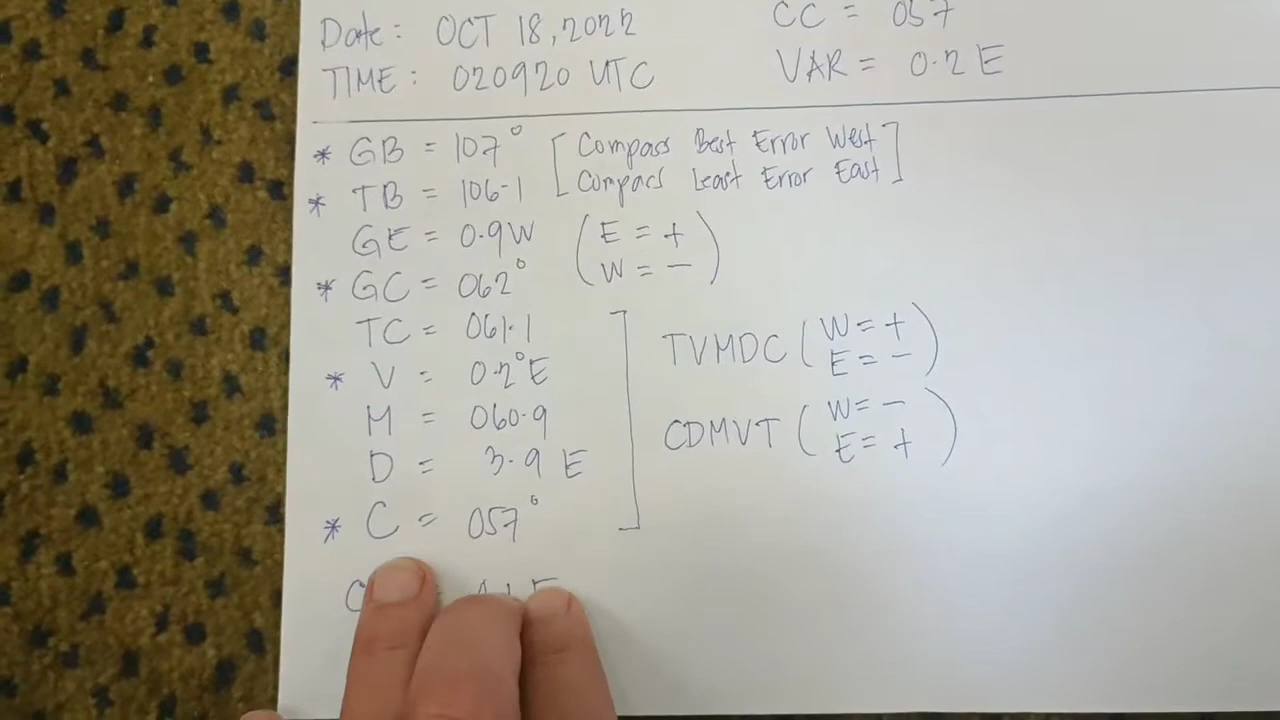 Date: OCT 18, 2022 CC = 057
TIME: 020920 UTC VAR = 0.2 E
* GB = 107° [Compass Best Error West
* TB = 106.1 Compass Least Error East]
GE = 0.9W (E = +
W = -)
* GC = 062°
TC = 061.1
* V = 0.2°E
M = 060.9
D = 3.9 E
* C = 057°
TVMDC (W = +
E = -)
CDMVT (W = -
E = +)